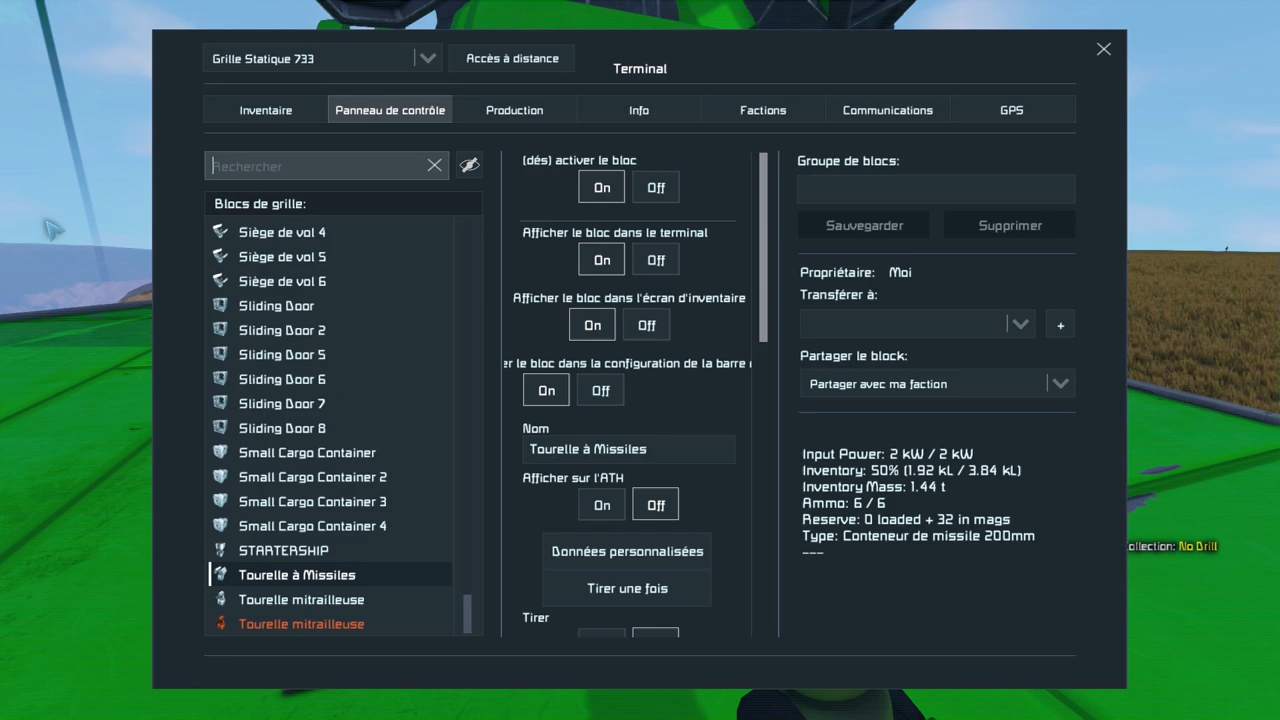 Grille Statique 733
Accès à distance
Terminal
Inventaire
Panneau de contrôle
Production
Info
Factions
Communications
GPS
Rechercher
Blocs de grille:
Siège de vol 4
Siège de vol 5
Siège de vol 6
Sliding Door
Sliding Door 2
Sliding Door 5
Sliding Door 6
Sliding Door 7
Sliding Door 8
Small Cargo Container
Small Cargo Container 2
Small Cargo Container 3
Small Cargo Container 4
STARTERSHIP
Tourelle à Missiles
Tourelle mitrailleuse
Tourelle mitrailleuse
(dés) activer le bloc
On Off
Afficher le bloc dans le terminal
On Off
Afficher le bloc dans l'écran d'inventaire
On Off
er le bloc dans la configuration de la barre
On Off
Nom
Tourelle à Missiles
Afficher sur l'ATH
On Off
Données personnalisées
Tirer une fois
Tirer
Groupe de blocs:
Sauvegarder Supprimer
Propriétaire: Moi
Transférer à:
+
Partager le block:
Partager avec ma faction
Input Power: 2 kW / 2 kW
Inventory: 50% (1.92 kL / 3.84 kL)
Inventory Mass: 1.44 t
Ammo: 6 / 6
Reserve: 0 loaded + 32 in mags
Type: Conteneur de missile 200mm
---
ollection: No Drill